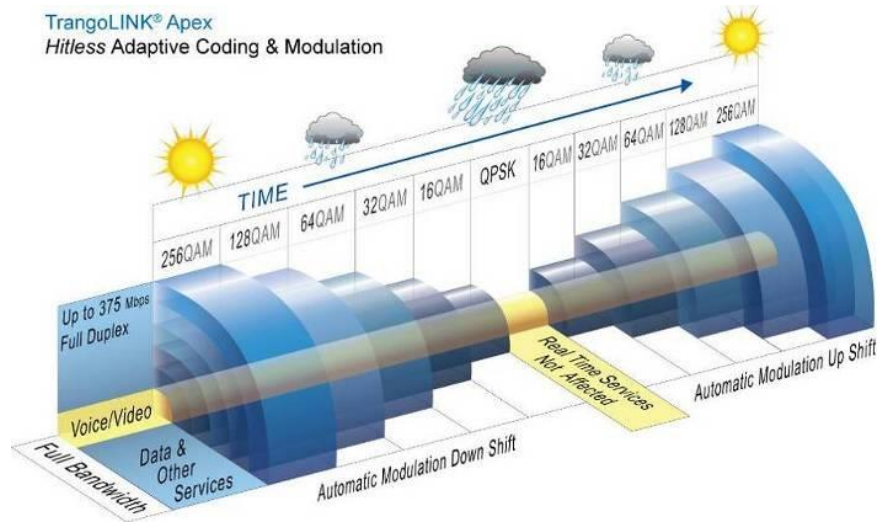 TrangoLINK® Apex
Hitless Adaptive Coding & Modulation
TIME
256QAM
128QAM
64QAM
32QAM
16QAM
QPSK
16QAM
32QAM
64QAM
128QAM
256QAM
Up to 375 Mbps
Full Duplex
Voice/Video
Full Bandwidth
Data &
Other
Services
Automatic Modulation Down Shift
Real Time Services
Not Affected
Automatic Modulation Up Shift